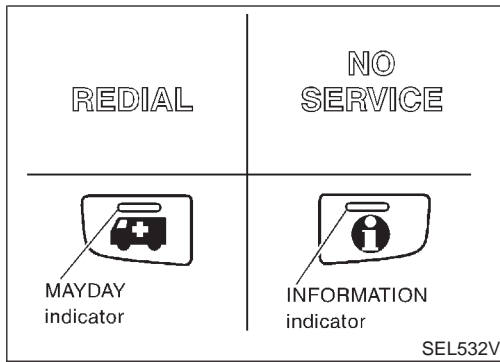 REDIAL
NO
SERVICE
MAYDAY
indicator
INFORMATION
indicator
SEL532V